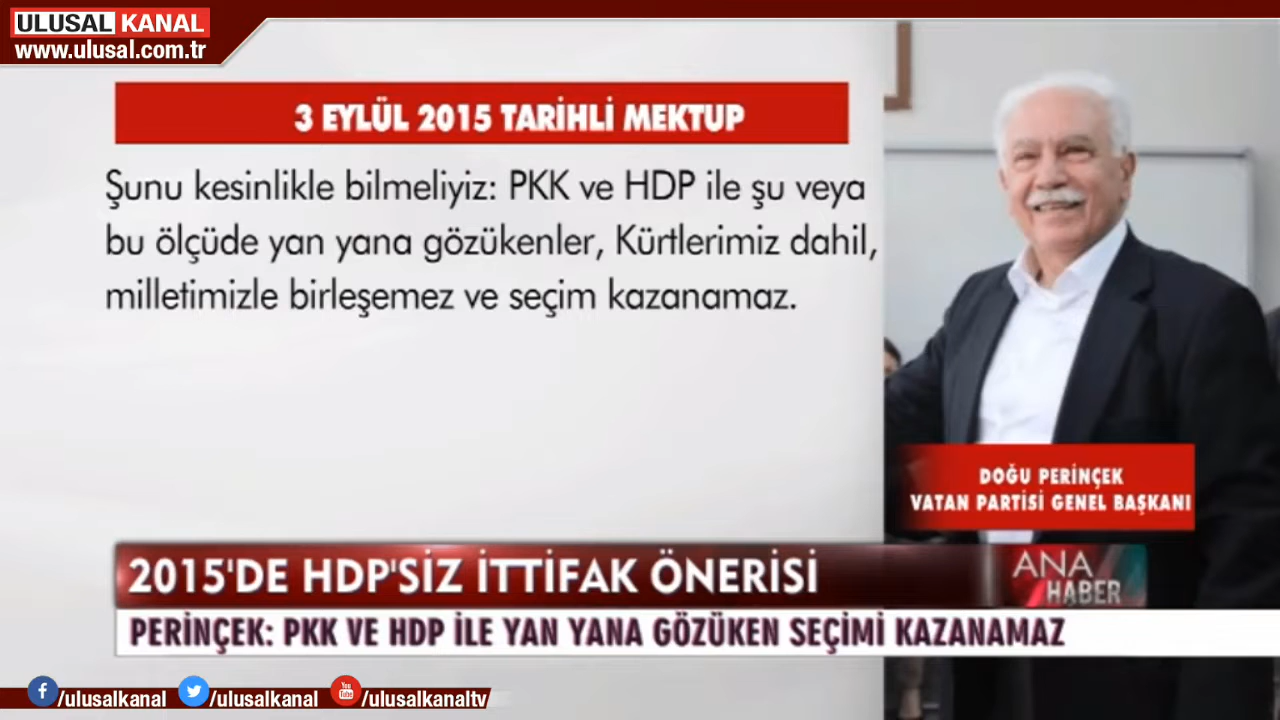 ULUSAL KANAL
www.ulusal.com.tr
3 EYLÜL 2015 TARİHLİ MEKTUP
Şunu kesinlikle bilmeliyiz: PKK ve HDP ile şu veya
bu ölçüde yan yana gözükenler, Kürtlerimiz dahil,
milletimizle birleşemez ve seçim kazanamaz.
DOĞU PERİNÇEK
VATAN PARTİSİ GENEL BAŞKANI
2015'DE HDP'SİZ İTTİFAK ÖNERİSİ
ANA
HABER
PERİNÇEK: PKK VE HDP İLE YAN YANA GÖZÜKEN SEÇİMİ KAZANAMAZ
f /ulusalkanal /ulusalkanal You Tube /ulusalkanaltv